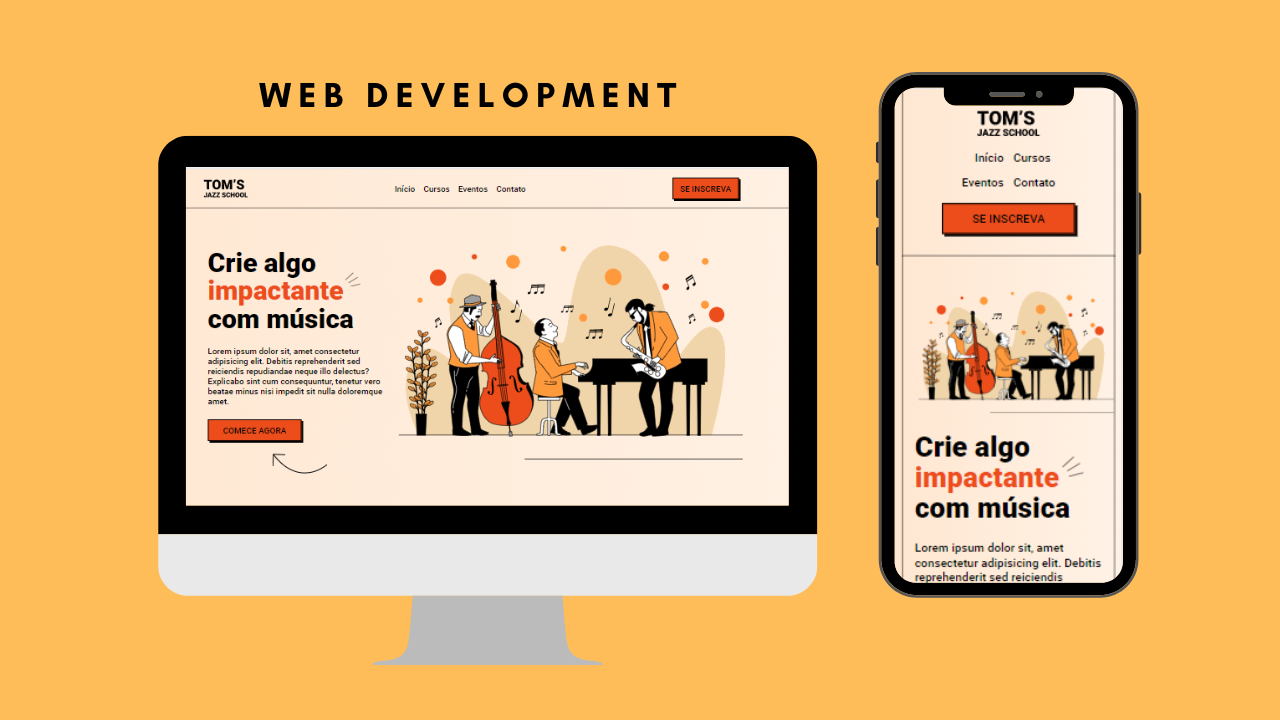 WEB DEVELOPMENT
TOM'S
JAZZ SCHOOL
Início Cursos Eventos Contato
SE INSCREVA
Crie algo
impactante
com música
Lorem ipsum dolor sit, amet consectetur
adipisicing elit. Debitis reprehenderit sed
reiciendis repudiandae neque illo delectus?
Explicabo sint cum consequuntur, tenetur vero
beatae minus nisi impedit sit nulla doloremque
amet.
COMECE AGORA
TOM'S
JAZZ SCHOOL
Início Cursos
Eventos Contato
SE INSCREVA
Crie algo
impactante
com música
Lorem ipsum dolor sit, amet
consectetur adipisicing elit. Debitis
reprehenderit sed reiciendis